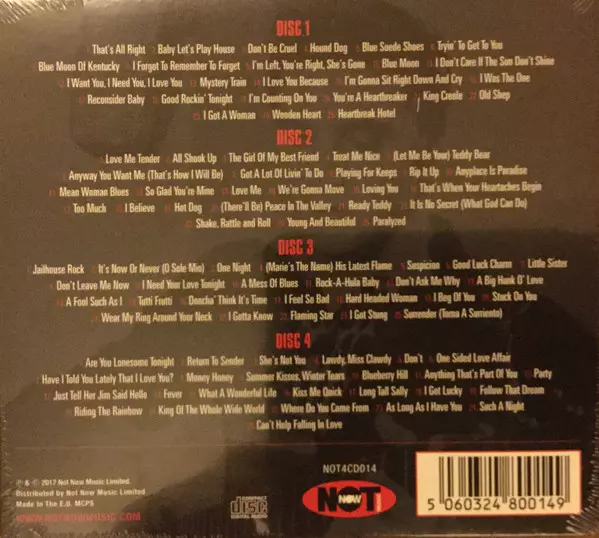 DISC 1
That's All Right Baby Let's Play House Don't Be Cruel Hound Dog Blue Suede Shoes Tryin' To Get To You
Blue Moon Of Kentucky I Forgot To Remember To Forget I'm Left, You're Right, She's Gone Blue Moon I Don't Care If The Sun Don't Shine
I Want You, I Need You, I Love You Mystery Train I Love You Because I'm Gonna Sit Right Down And Cry I Was The One
Reconsider Baby Good Rockin' Tonight I'm Counting On You You're A Heartbreaker King Creole Old Shep
I Got A Woman Wooden Heart Heartbreak Hotel
DISC 2
Love Me Tender All Shook Up The Girl Of My Best Friend Treat Me Nice (Let Me Be Your) Teddy Bear
Anyway You Want Me (That's How I Will Be) Got A Lot Of Livin' To Do Playing For Keeps Rip It Up Anyplace Is Paradise
Mean Woman Blues So Glad You're Mine Love Me We're Gonna Move Loving You That's When Your Heartaches Begin
Too Much I Believe Hot Dog (There'll Be) Peace In The Valley Ready Teddy It Is No Secret (What God Can Do)
Shake, Rattle and Roll Young And Beautiful Paralyzed
DISC 3
Jailhouse Rock It's Now Or Never (O Sole Mio) One Night (Marie's The Name) His Latest Flame Suspicion Good Luck Charm Little Sister
Don't Leave Me Now I Need Your Love Tonight A Mess Of Blues Rock-A-Hula Baby Don't Ask Me Why A Big Hunk O' Love
A Fool Such As I Tutti Frutti Doncha' Think It's Time I Feel So Bad Hard Headed Woman I Beg Of You Stuck On You
Wear My Ring Around Your Neck I Gotta Know Flaming Star I Got Stung Surrender (Torna A Surriento)
DISC 4
Are You Lonesome Tonight Return To Sender She's Not You Lawdy, Miss Clawdy Don't One Sided Love Affair
Have I Told You Lately That I Love You? Money Honey Summer Kisses, Winter Tears Blueberry Hill Anything That's Part Of You Party
Just Tell Her Jim Said Hello Fever What A Wonderful Life Kiss Me Quick Long Tall Sally I Got Lucky Follow That Dream
Riding The Rainbow King Of The Whole Wide World Where Do You Come From As Long As I Have You Such A Night
Can't Help Falling In Love
NOT4CD014
℗ & © 2012 Not Now Music Limited.
Distributed by Not Now Music Limited
Made In The E.U. MCPS
WWW.NOTNOWMUSIC.COM
COMPACT
disc
DIGITAL AUDIO
NOT NOW
5 060324 800149